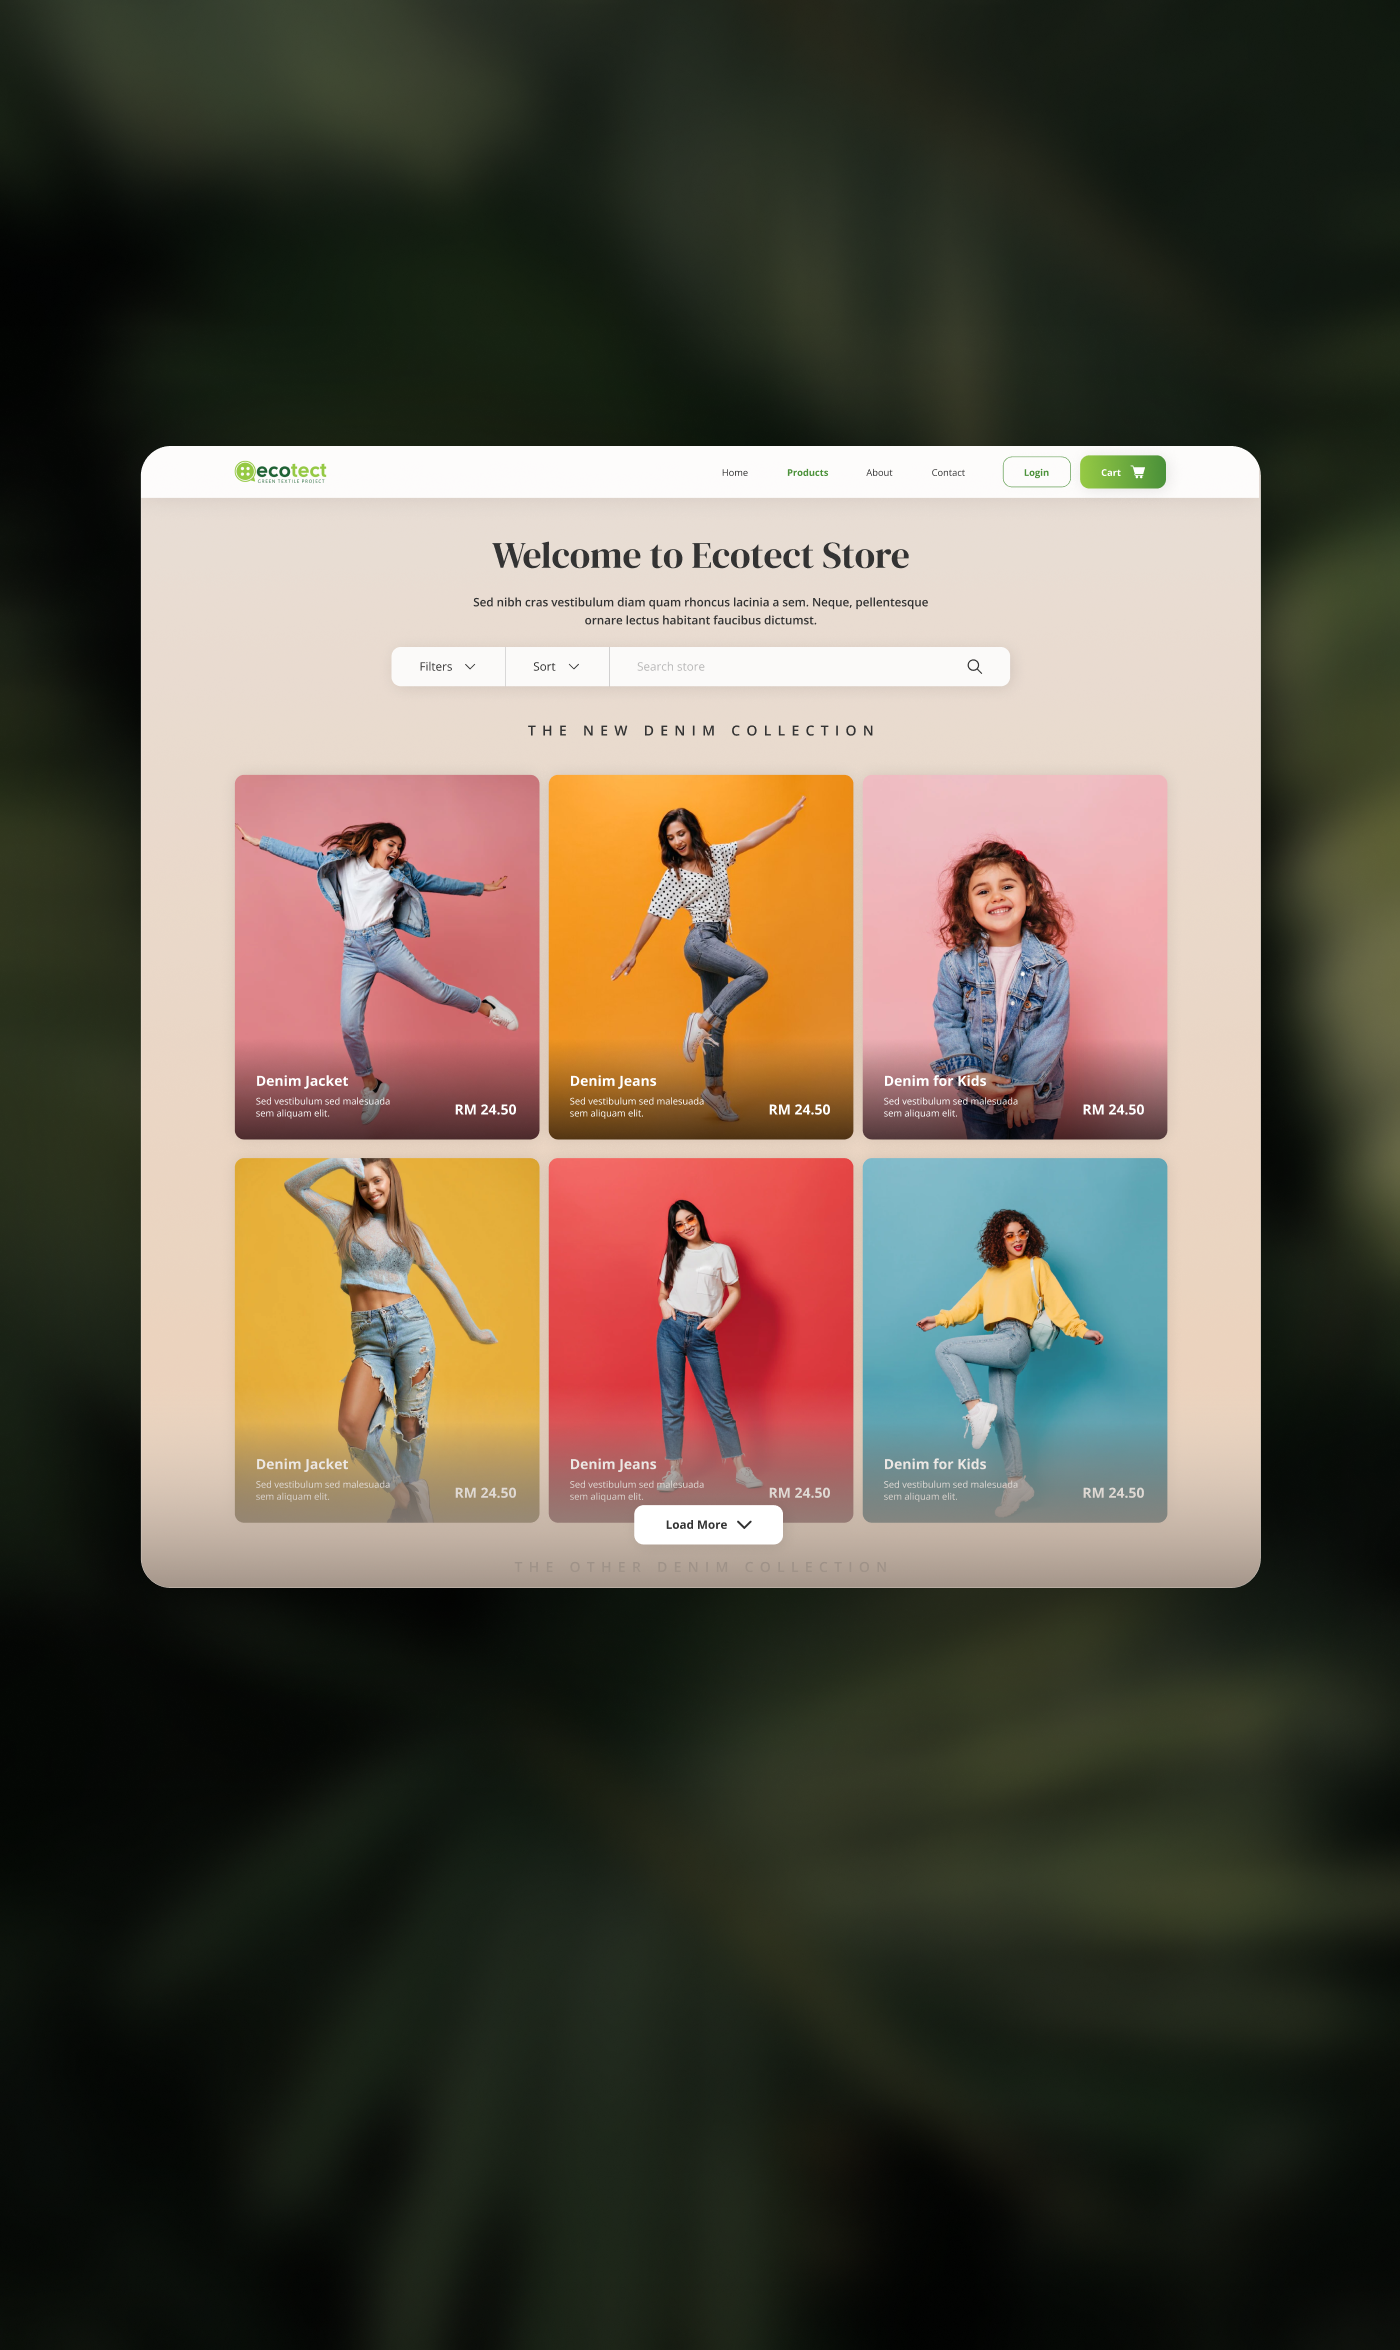 ecotect
GREEN TEXTILE PROJECT
Home
Products
About
Contact
Login
Cart
Welcome to Ecotect Store
Sed nibh cras vestibulum diam quam rhoncus lacinia a sem. Neque, pellentesque
ornare lectus habitant faucibus dictumst.
Filters
Sort
Search store
THE NEW DENIM COLLECTION
Denim Jacket
Sed vestibulum sed malesuada
sem aliquam elit.
RM 24.50
Denim Jeans
Sed vestibulum sed malesuada
sem aliquam elit.
RM 24.50
Denim for Kids
Sed vestibulum sed malesuada
sem aliquam elit.
RM 24.50
Denim Jacket
Sed vestibulum sed malesuada
sem aliquam elit.
RM 24.50
Denim Jeans
Sed vestibulum sed malesuada
sem aliquam elit.
RM 24.50
Denim for Kids
Sed vestibulum sed malesuada
sem aliquam elit.
RM 24.50
Load More
THE OTHER DENIM COLLECTION